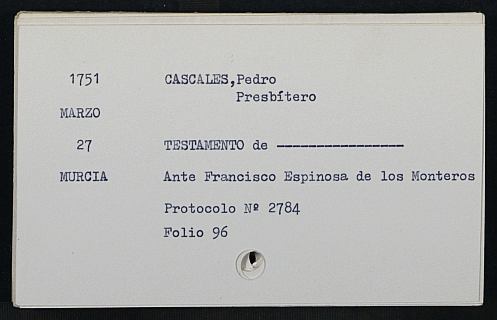 1751 CASCALES,Pedro
Presbítero
MARZO
27 TESTAMENTO de ----------------
MURCIA Ante Francisco Espinosa de los Monteros
Protocolo Nº 2784
Folio 96